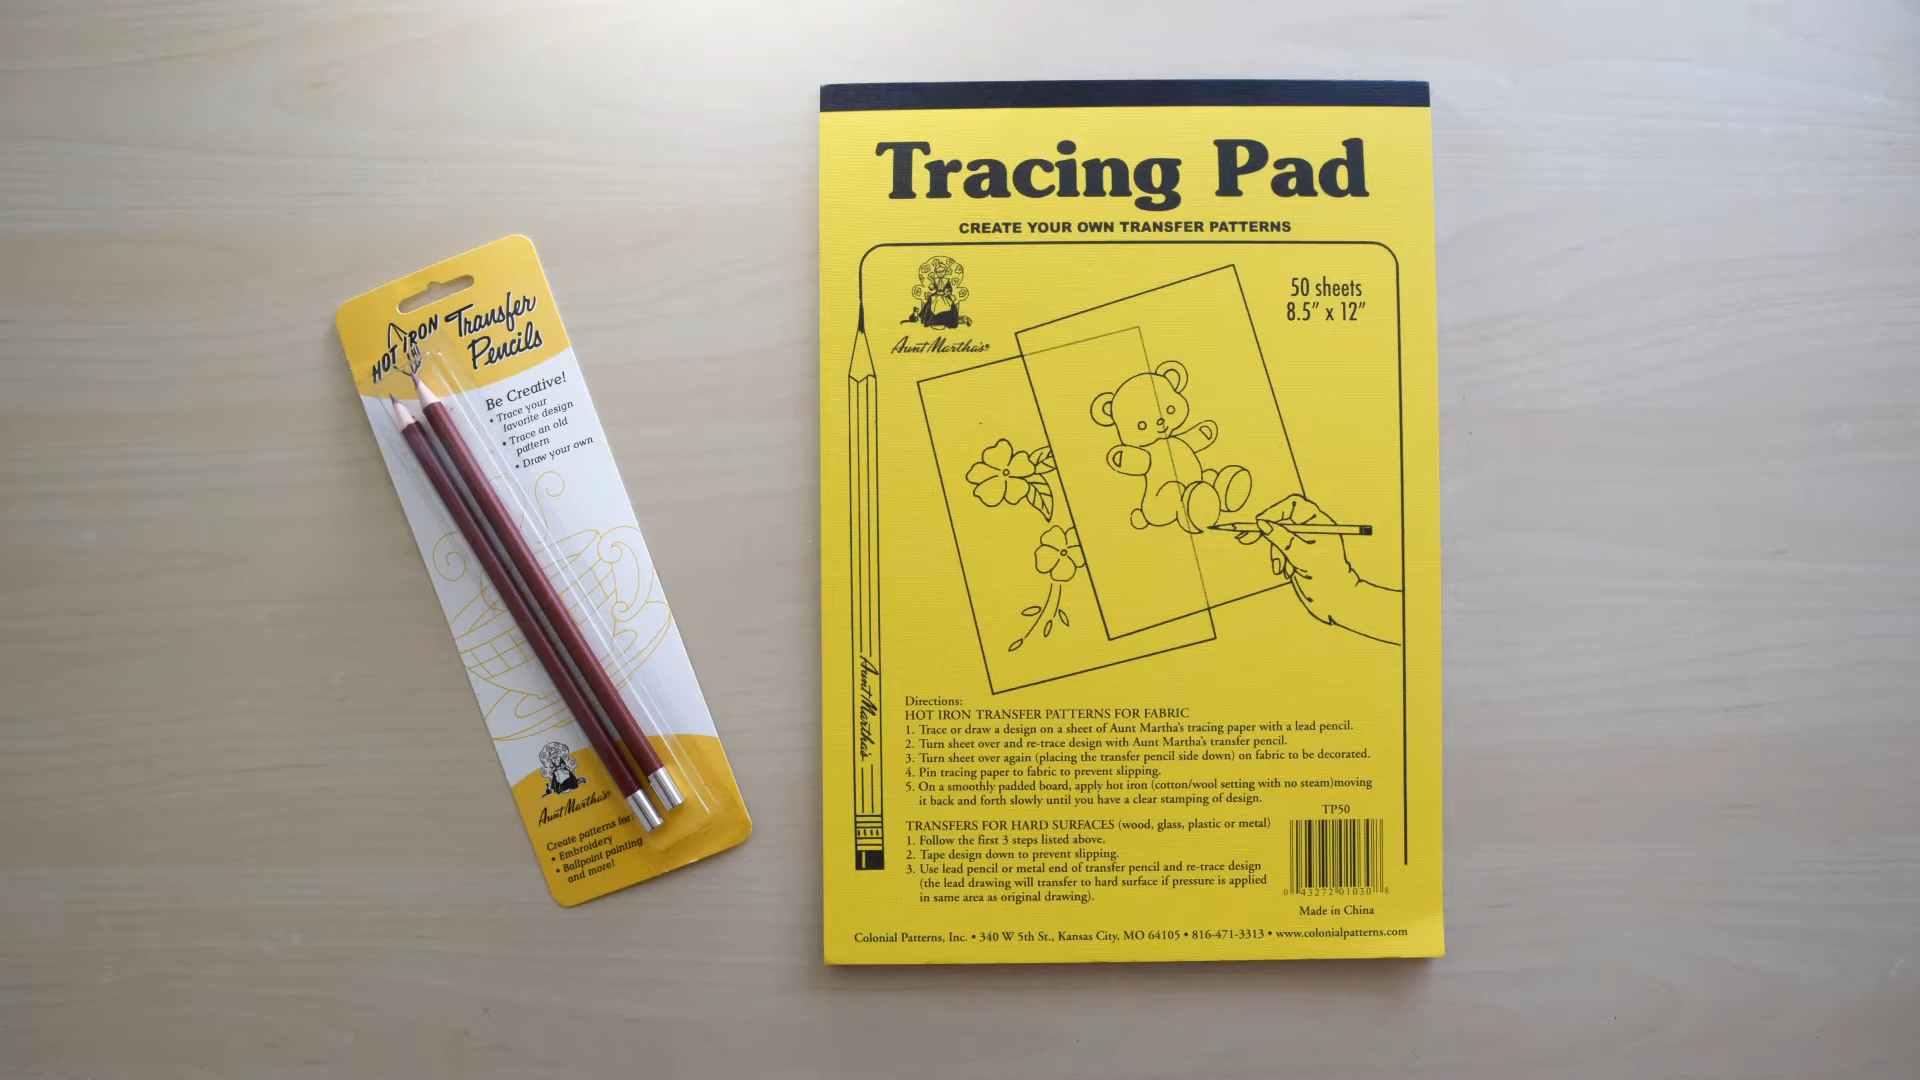 HOT IRON Transfer
Pencils
Be Creative!
• Trace your
favorite design
• Trace an old
pattern
• Draw your own
Aunt Martha's®
Create patterns for:
• Embroidery
• Ballpoint painting
and more!
Tracing Pad
CREATE YOUR OWN TRANSFER PATTERNS
50 sheets
8.5" x 12"
Aunt Martha's®
Aunt Martha's
Directions:
HOT IRON TRANSFER PATTERNS FOR FABRIC
1. Trace or draw a design on a sheet of Aunt Martha's tracing paper with a lead pencil.
2. Turn sheet over and re-trace design with Aunt Martha's transfer pencil.
3. Turn sheet over again (placing the transfer pencil side down) on fabric to be decorated.
4. Pin tracing paper to fabric to prevent slipping.
5. On a smoothly padded board, apply hot iron (cotton/wool setting with no steam)moving
it back and forth slowly until you have a clear stamping of design.
TRANSFERS FOR HARD SURFACES (wood, glass, plastic or metal)
1. Follow the first 3 steps listed above.
2. Tape design down to prevent slipping.
3. Use lead pencil or metal end of transfer pencil and re-trace design
(the lead drawing will transfer to hard surface if pressure is applied
in same area as original drawing).
TP50
0 43272 01030 8
Made in China
Colonial Patterns, Inc. • 340 W 5th St., Kansas City, MO 64105 • 816-471-3313 • www.colonialpatterns.com